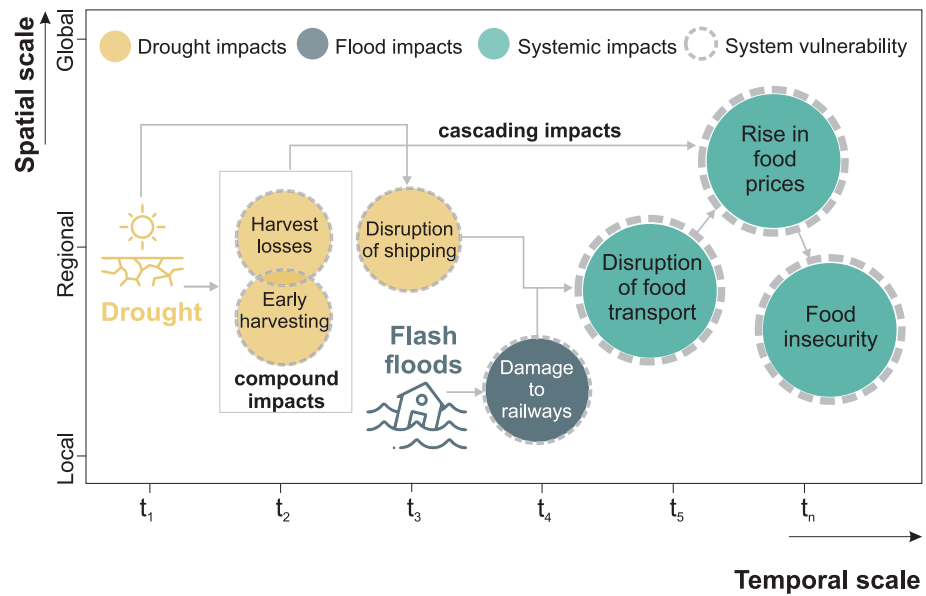 Spatial scale
Global
Regional
Local
Drought impacts
Flood impacts
Systemic impacts
System vulnerability
cascading impacts
Drought
Harvest
losses
Early
harvesting
compound
impacts
Disruption
of shipping
Flash
floods
Damage
to
railways
Disruption
of food
transport
Rise in
food
prices
Food
insecurity
t1
t2
t3
t4
t5
tn
Temporal scale